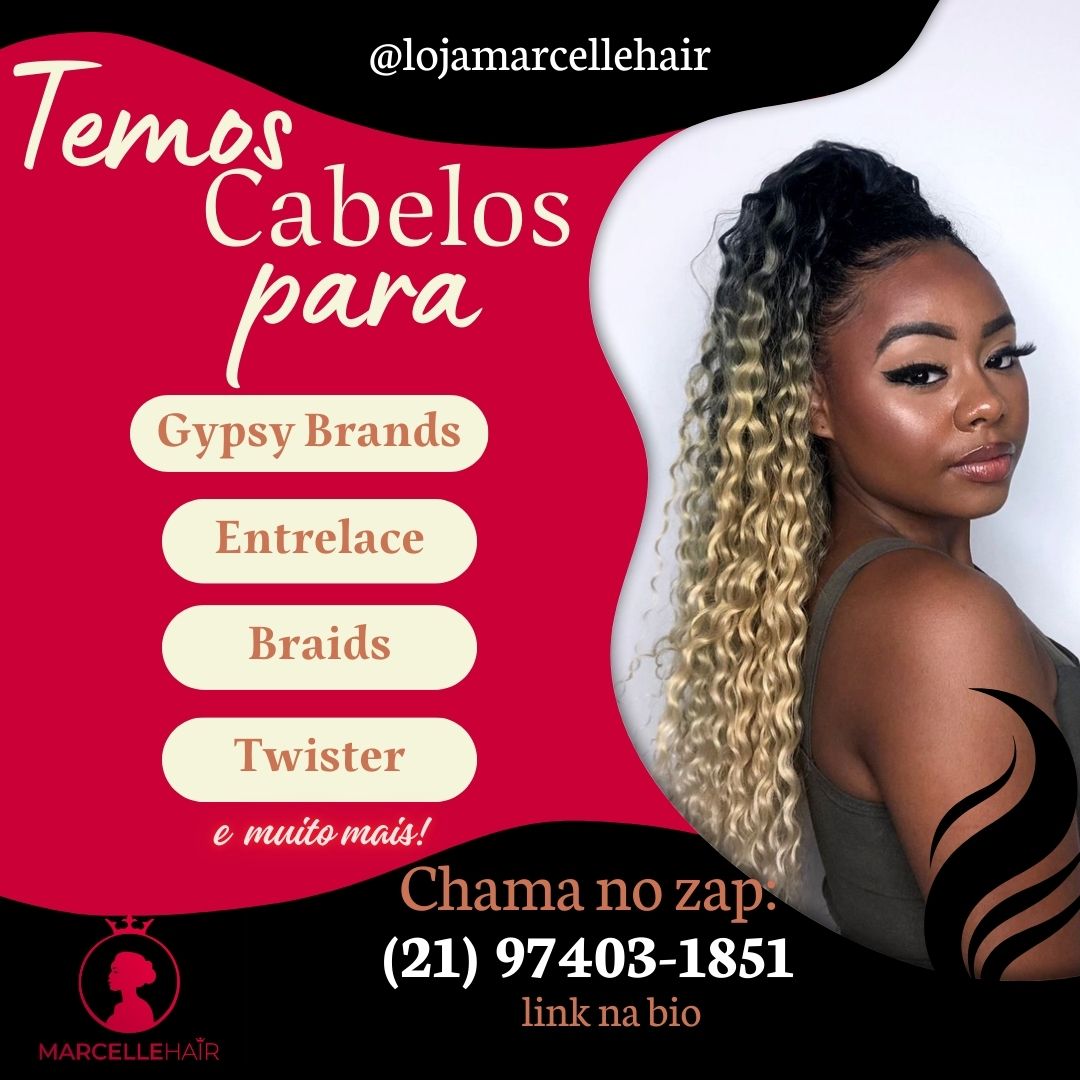 @lojamarcellehair
Temos
Cabelos
para
Gypsy Brands
Entrelace
Braids
Twister
e muito mais!
Chama no zap:
(21) 97403-1851
link na bio
MARCELLEHAIR